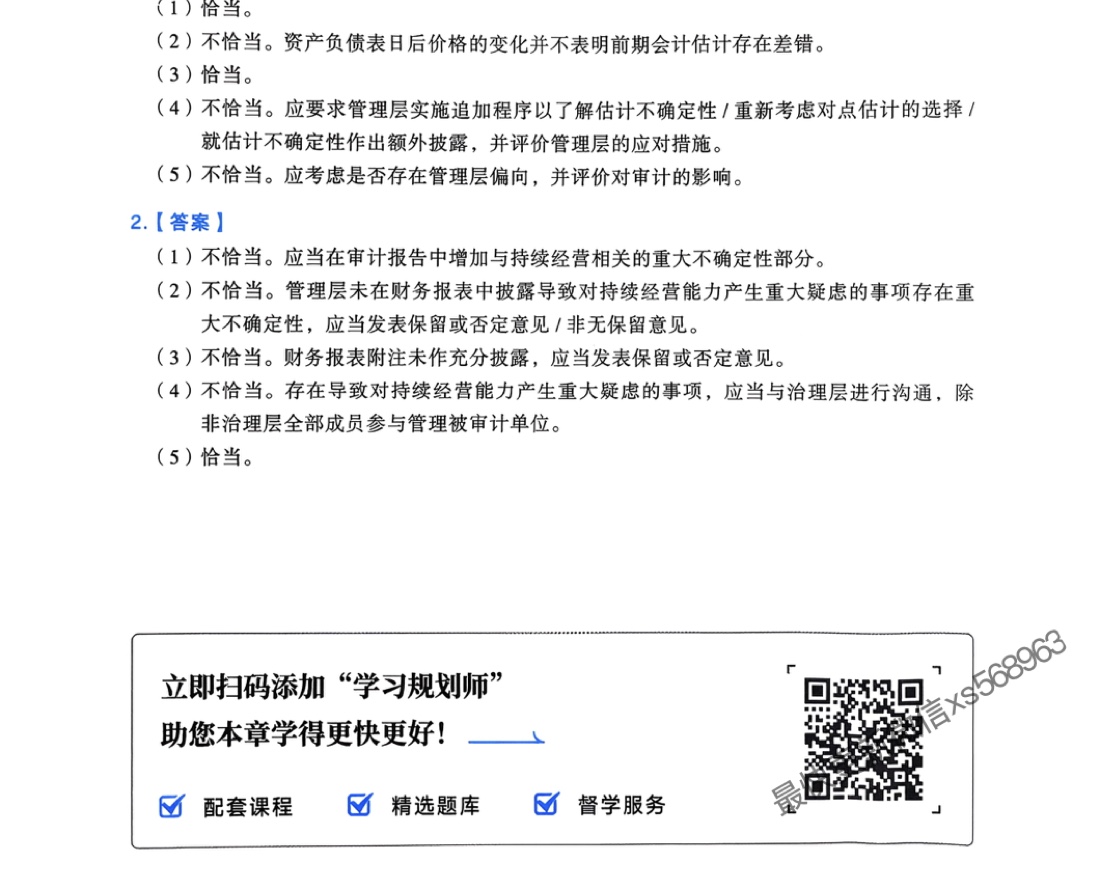 （1）恰当。
（2）不恰当。资产负债表日后价格的变化并不表明前期会计估计存在差错。
（3）恰当。
（4）不恰当。应要求管理层实施追加程序以了解估计不确定性/重新考虑对点估计的选择/
就估计不确定性作出额外披露，并评价管理层的应对措施。
（5）不恰当。应考虑是否存在管理层偏向，并评价对审计的影响。
2.【答案】
（1）不恰当。应当在审计报告中增加与持续经营相关的重大不确定性部分。
（2）不恰当。管理层未在财务报表中披露导致对持续经营能力产生重大疑虑的事项存在重
大不确定性，应当发表保留或否定意见/非无保留意见。
（3）不恰当。财务报表附注未作充分披露，应当发表保留或否定意见。
（4）不恰当。存在导致对持续经营能力产生重大疑虑的事项，应当与治理层进行沟通，除
非治理层全部成员参与管理被审计单位。
（5）恰当。
立即扫码添加“学习规划师”
助您本章学得更快更好！
配套课程 精选题库 督学服务
信xs568963